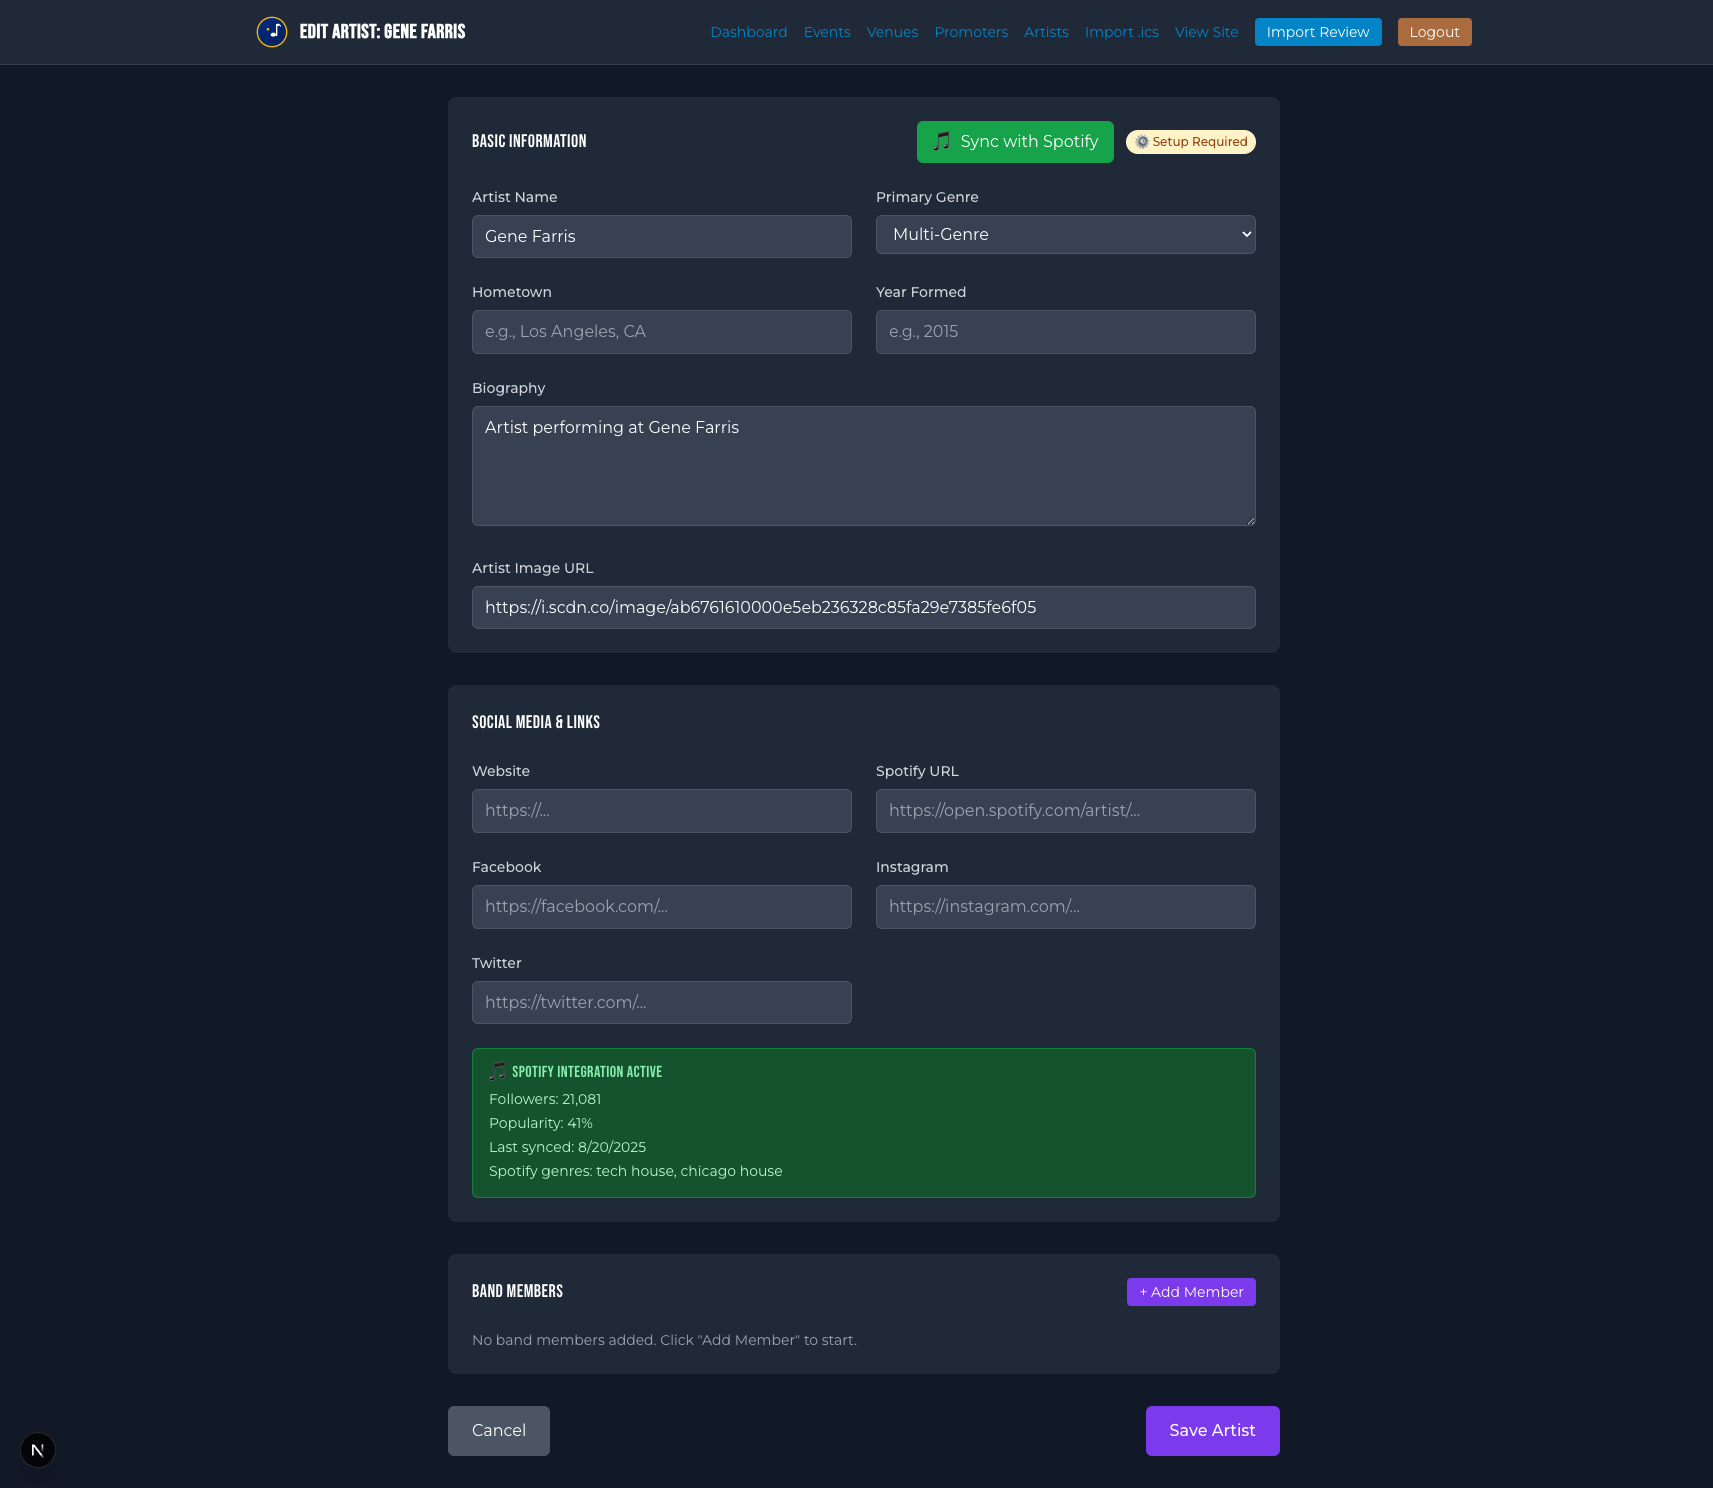 EDIT ARTIST: GENE FARRIS
Dashboard Events Venues Promoters Artists Import .ics View Site Import Review Logout
BASIC INFORMATION
Sync with Spotify
Setup Required
Artist Name
Gene Farris
Primary Genre
Multi-Genre
Hometown
e.g., Los Angeles, CA
Year Formed
e.g., 2015
Biography
Artist performing at Gene Farris
Artist Image URL
https://i.scdn.co/image/ab6761610000e5eb236328c85fa29e7385fe6f05
SOCIAL MEDIA & LINKS
Website
https://...
Spotify URL
https://open.spotify.com/artist/...
Facebook
https://facebook.com/...
Instagram
https://instagram.com/...
Twitter
https://twitter.com/...
SPOTIFY INTEGRATION ACTIVE
Followers: 21,081
Popularity: 41%
Last synced: 8/20/2025
Spotify genres: tech house, chicago house
BAND MEMBERS
+ Add Member
No band members added. Click "Add Member" to start.
Cancel
Save Artist
N